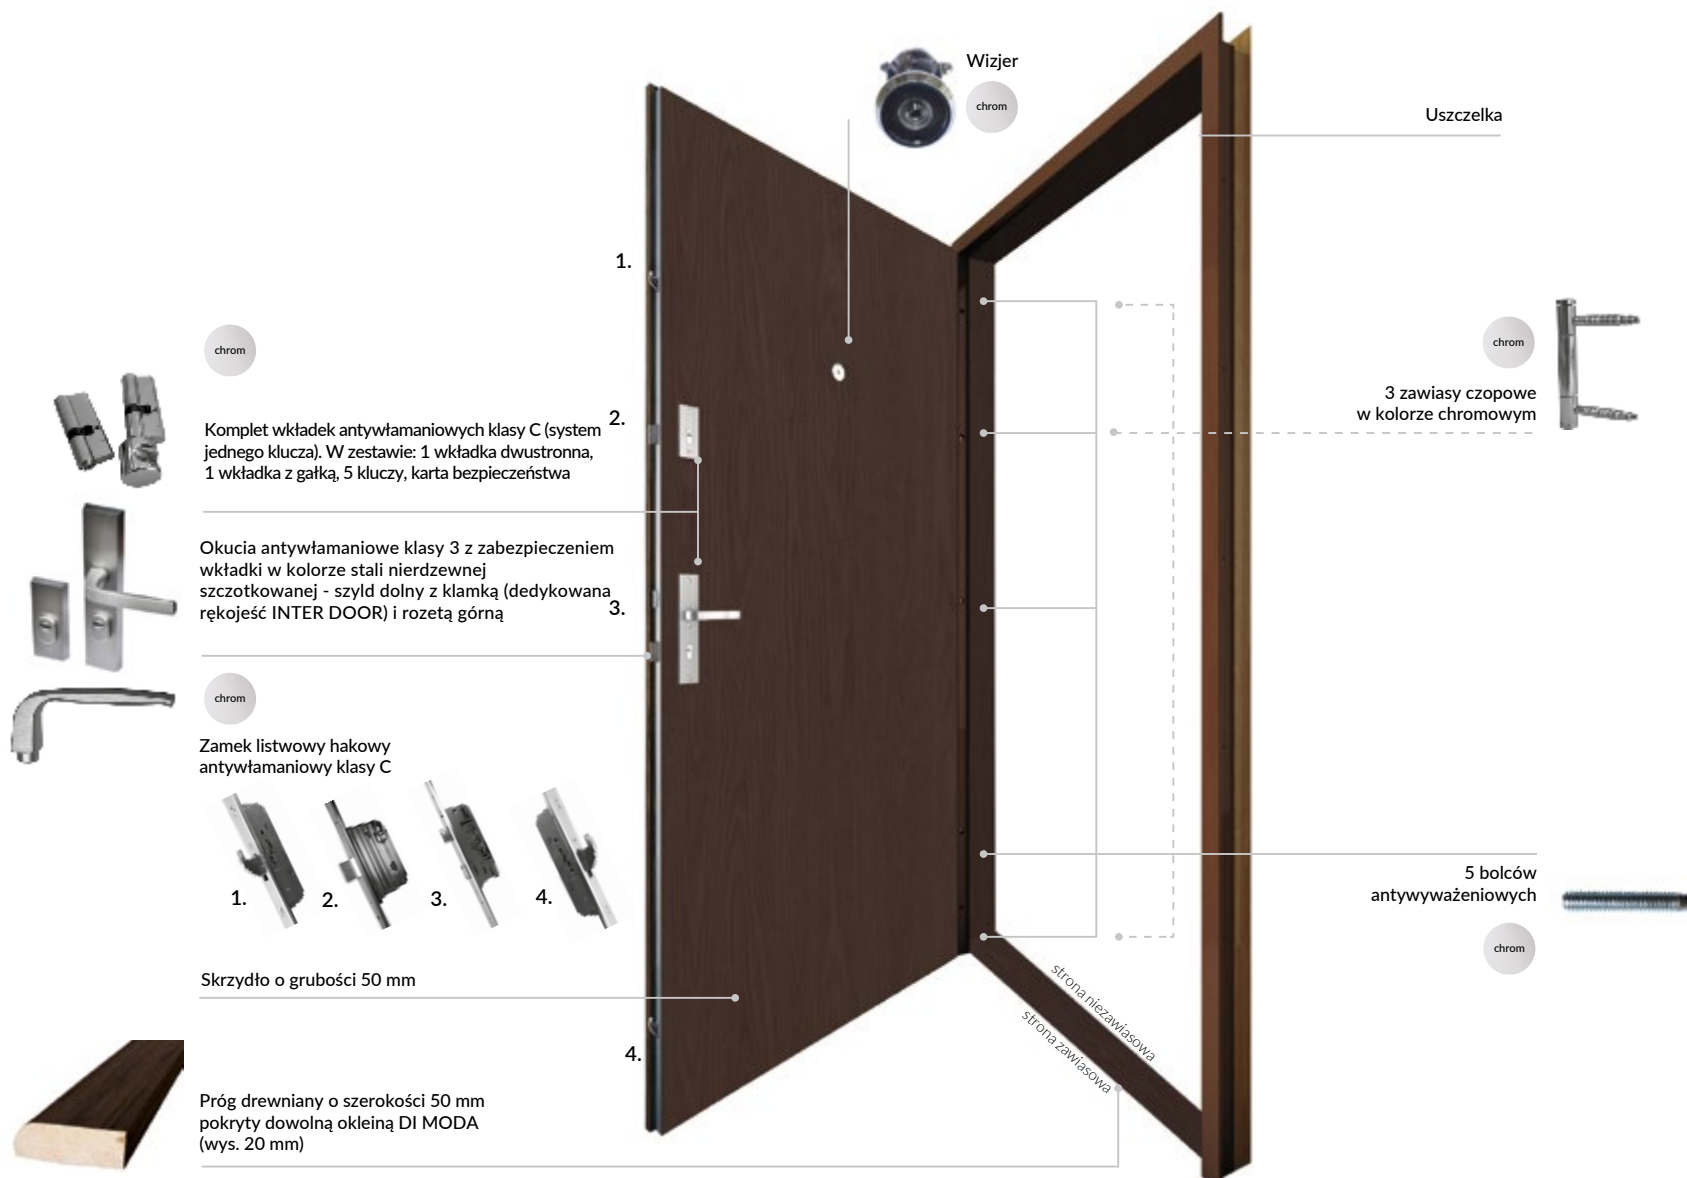 Wizjer
chrom
Uszczelka
1.
chrom
2.
Komplet wkładek antywłamaniowych klasy C (system
jednego klucza). W zestawie: 1 wkładka dwustronna,
1 wkładka z gałką, 5 kluczy, karta bezpieczeństwa
chrom
3 zawiasy czopowe
w kolorze chromowym
Okucia antywłamaniowe klasy 3 z zabezpieczeniem
wkładki w kolorze stali nierdzewnej
szczotkowanej - szyld dolny z klamką (dedykowana
rękojeść INTER DOOR) i rozetą górną
3.
chrom
Zamek listwowy hakowy
antywłamaniowy klasy C
1.
2.
3.
4.
5 bolców
antywyważeniowych
chrom
Skrzydło o grubości 50 mm
strona niezawiasowa
strona zawiasowa
4.
Próg drewniany o szerokości 50 mm
pokryty dowolną okleiną DI MODA
(wys. 20 mm)